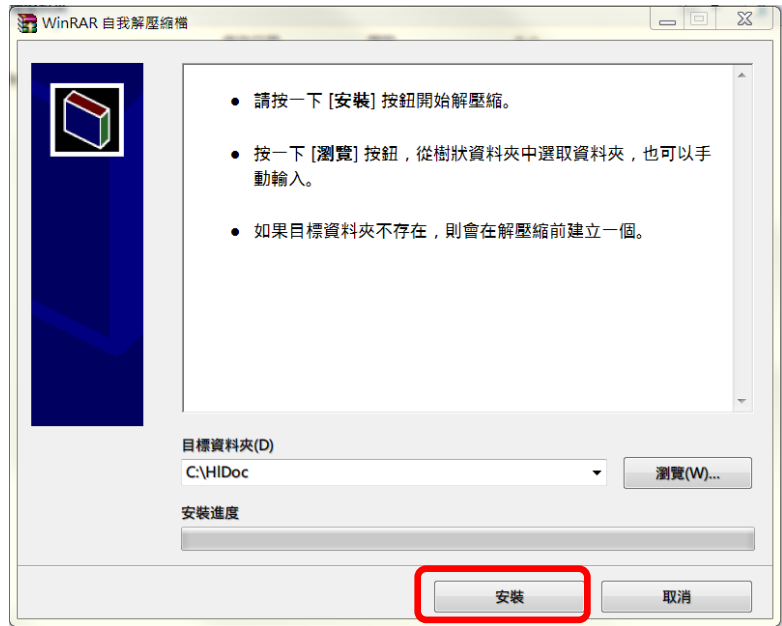 WinRAR 自我解壓縮檔
● 請按一下 [安裝] 按鈕開始解壓縮。
● 按一下 [瀏覽] 按鈕，從樹狀資料夾中選取資料夾，也可以手
動輸入。
● 如果目標資料夾不存在，則會在解壓縮前建立一個。
目標資料夾(D)
C:\HlDoc
瀏覽(W)...
安裝進度
安裝
取消